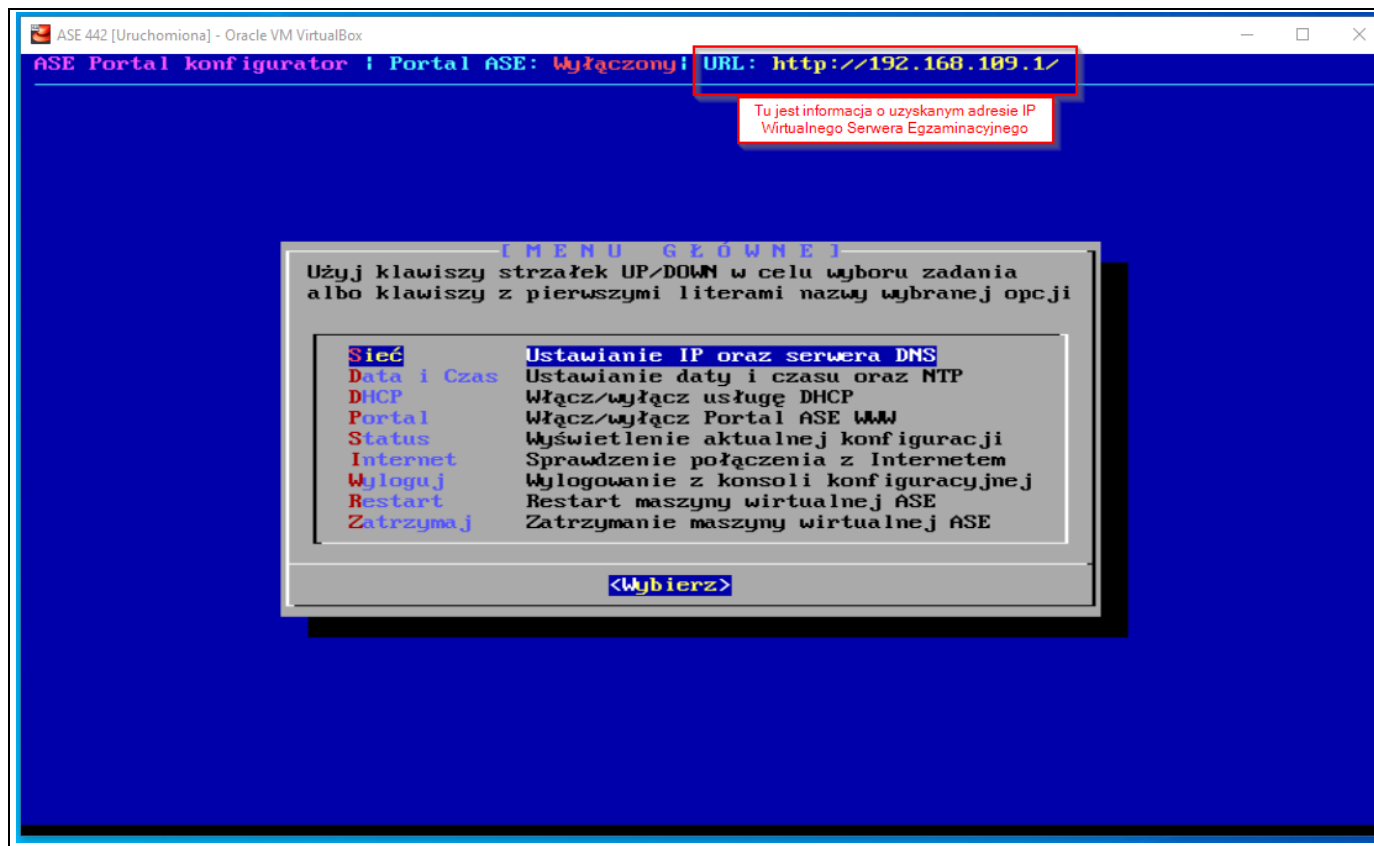 ASE 442 [Uruchomiona] - Oracle VM VirtualBox
ASE Portal konfigurator ¦ Portal ASE: Wyłączony¦ URL: http://192.168.109.1/
Tu jest informacja o uzyskanym adresie IP
Wirtualnego Serwera Egzaminacyjnego
[ M E N U   G Ł Ó W N E ]
Użyj klawiszy strzałek UP/DOWN w celu wyboru zadania
albo klawiszy z pierwszymi literami nazwy wybranej opcji
Sieć Ustawianie IP oraz serwera DNS
Data i Czas Ustawianie daty i czasu oraz NTP
DHCP Włącz/wyłącz usługę DHCP
Portal Włącz/wyłącz Portal ASE WWW
Status Wyświetlenie aktualnej konfiguracji
Internet Sprawdzenie połączenia z Internetem
Wyloguj Wylogowanie z konsoli konfiguracyjnej
Restart Restart maszyny wirtualnej ASE
Zatrzymaj Zatrzymanie maszyny wirtualnej ASE
<Wybierz>